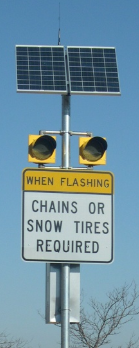 WHEN FLASHING
CHAINS OR
SNOW TIRES
REQUIRED